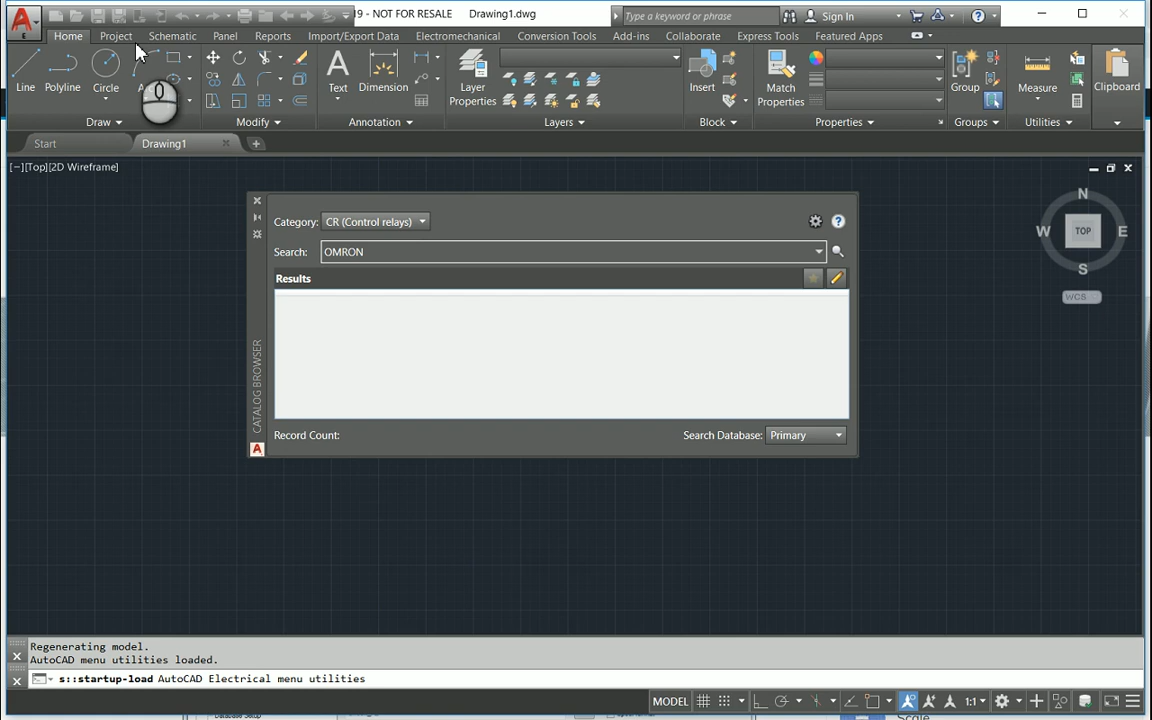 19 - NOT FOR RESALE Drawing1.dwg
Type a keyword or phrase
Sign In
Home Project Schematic Panel Reports Import/Export Data Electromechanical Conversion Tools Add-ins Collaborate Express Tools Featured Apps
Line Polyline Circle Text Dimension Layer Properties Insert Match Properties Group Measure Clipboard
Draw Modify Annotation Layers Block Properties Groups Utilities
Start Drawing1
[−][Top][2D Wireframe]
N
W TOP E
S
WCS
Category: CR (Control relays)
Search: OMRON
Results
CATALOG BROWSER
Record Count: Search Database: Primary
Regenerating model.
AutoCAD menu utilities loaded.
s::startup-load AutoCAD Electrical menu utilities
MODEL 1:1
Database Setup
Scale